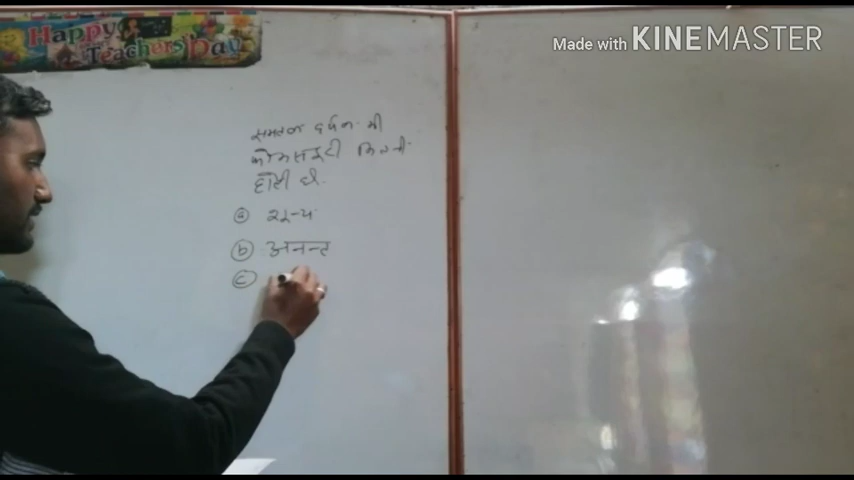 Happy
Teachers' Day
Made with KINEMASTER
समतल दर्पण की
फोकस दूरी कितनी
होती है
(a) शून्य
(b) अनन्त
(c)